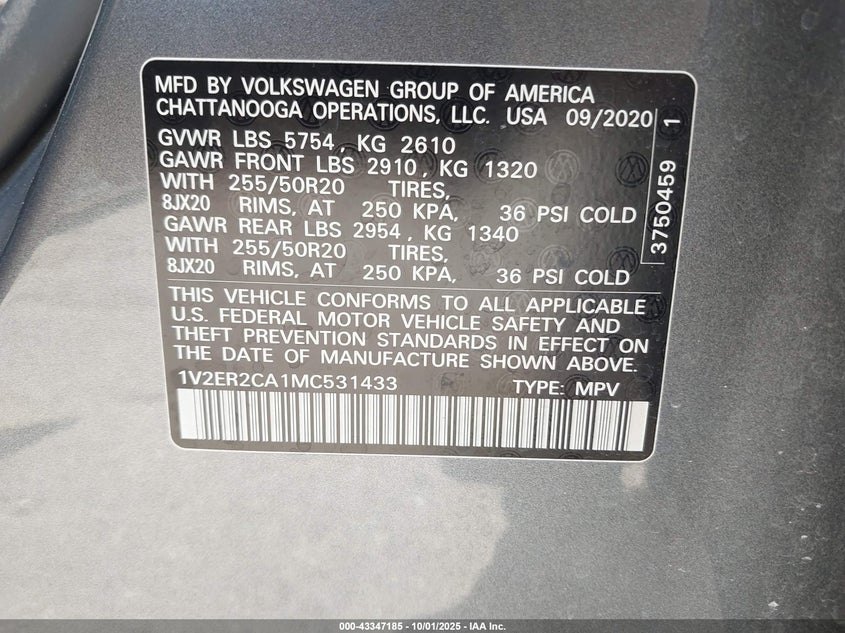 MFD BY VOLKSWAGEN GROUP OF AMERICA
CHATTANOOGA OPERATIONS, LLC. USA 09/2020
GVWR LBS 5754, KG 2610
GAWR FRONT LBS 2910, KG 1320
WITH 255/50R20 TIRES,
8JX20 RIMS, AT 250 KPA, 36 PSI COLD
GAWR REAR LBS 2954, KG 1340
WITH 255/50R20 TIRES,
8JX20 RIMS, AT 250 KPA, 36 PSI COLD
THIS VEHICLE CONFORMS TO ALL APPLICABLE
U.S. FEDERAL MOTOR VEHICLE SAFETY AND
THEFT PREVENTION STANDARDS IN EFFECT ON
THE DATE OF MANUFACTURE SHOWN ABOVE.
1V2ER2CA1MC531433 TYPE: MPV
3750459 1
000-43347185 - 10/01/2025 - IAA Inc.